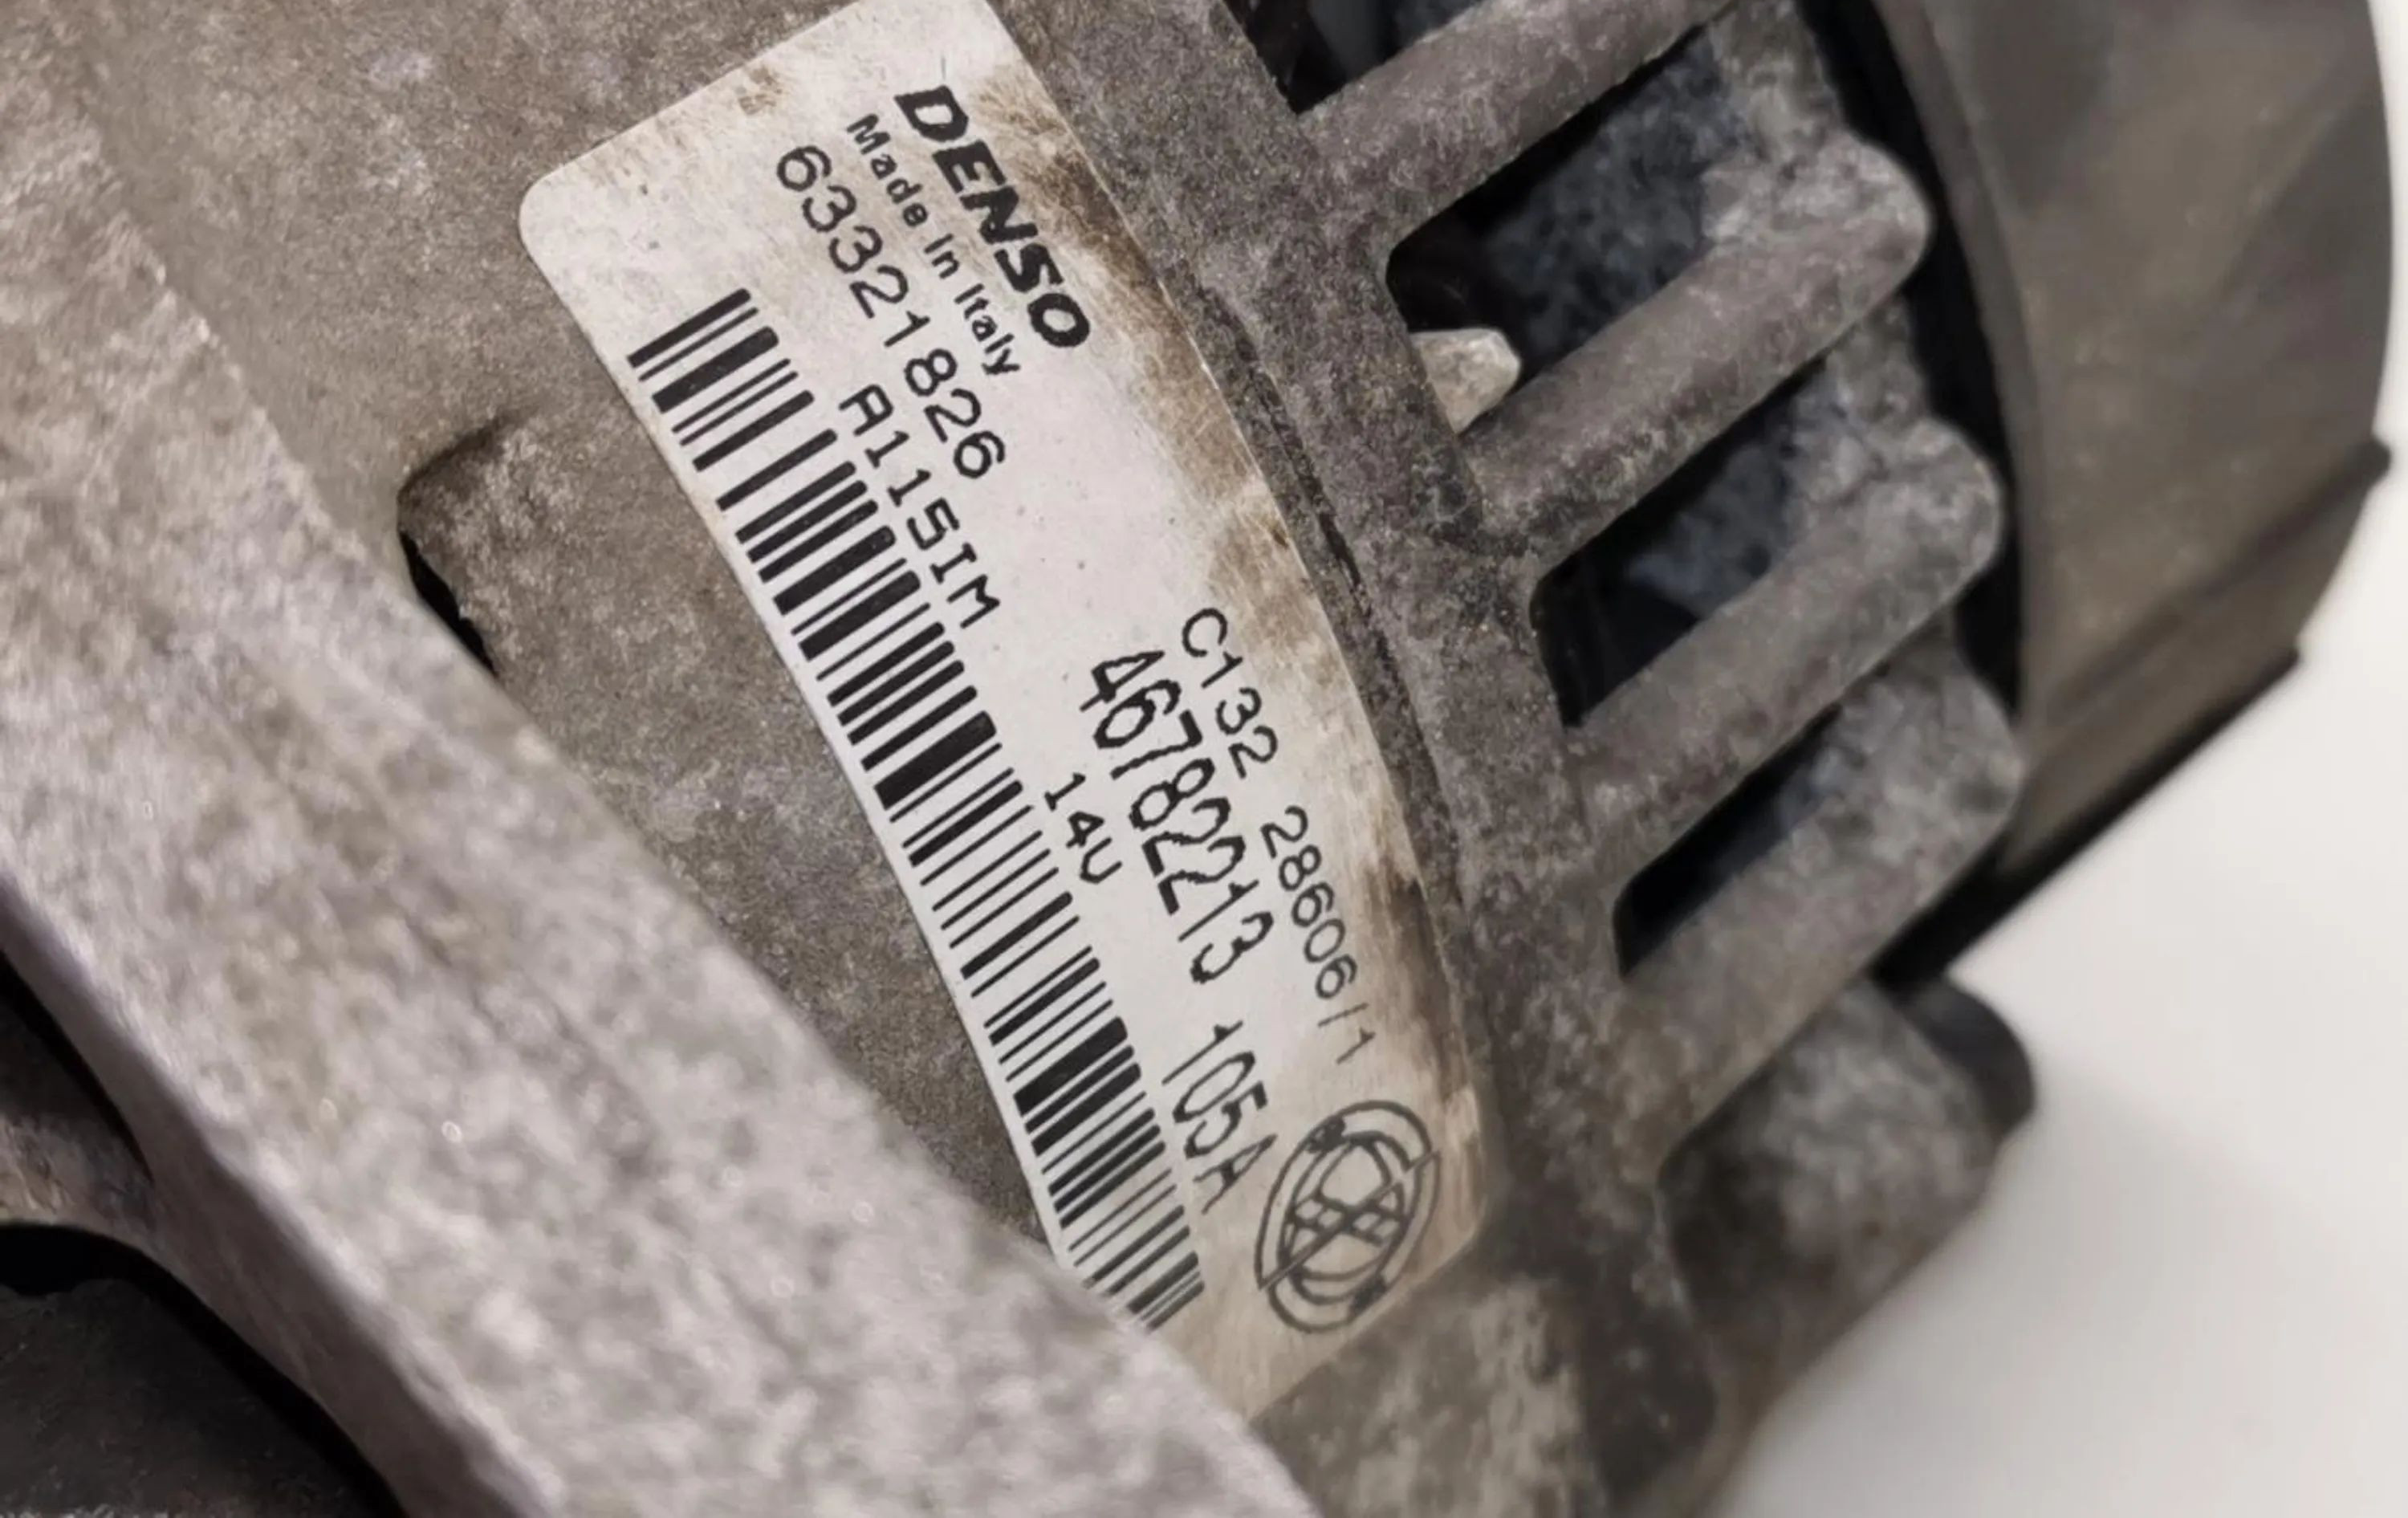 DENSO
Made in Italy
63321826
A115IM
C132 28606/1
46782213 105A
14V